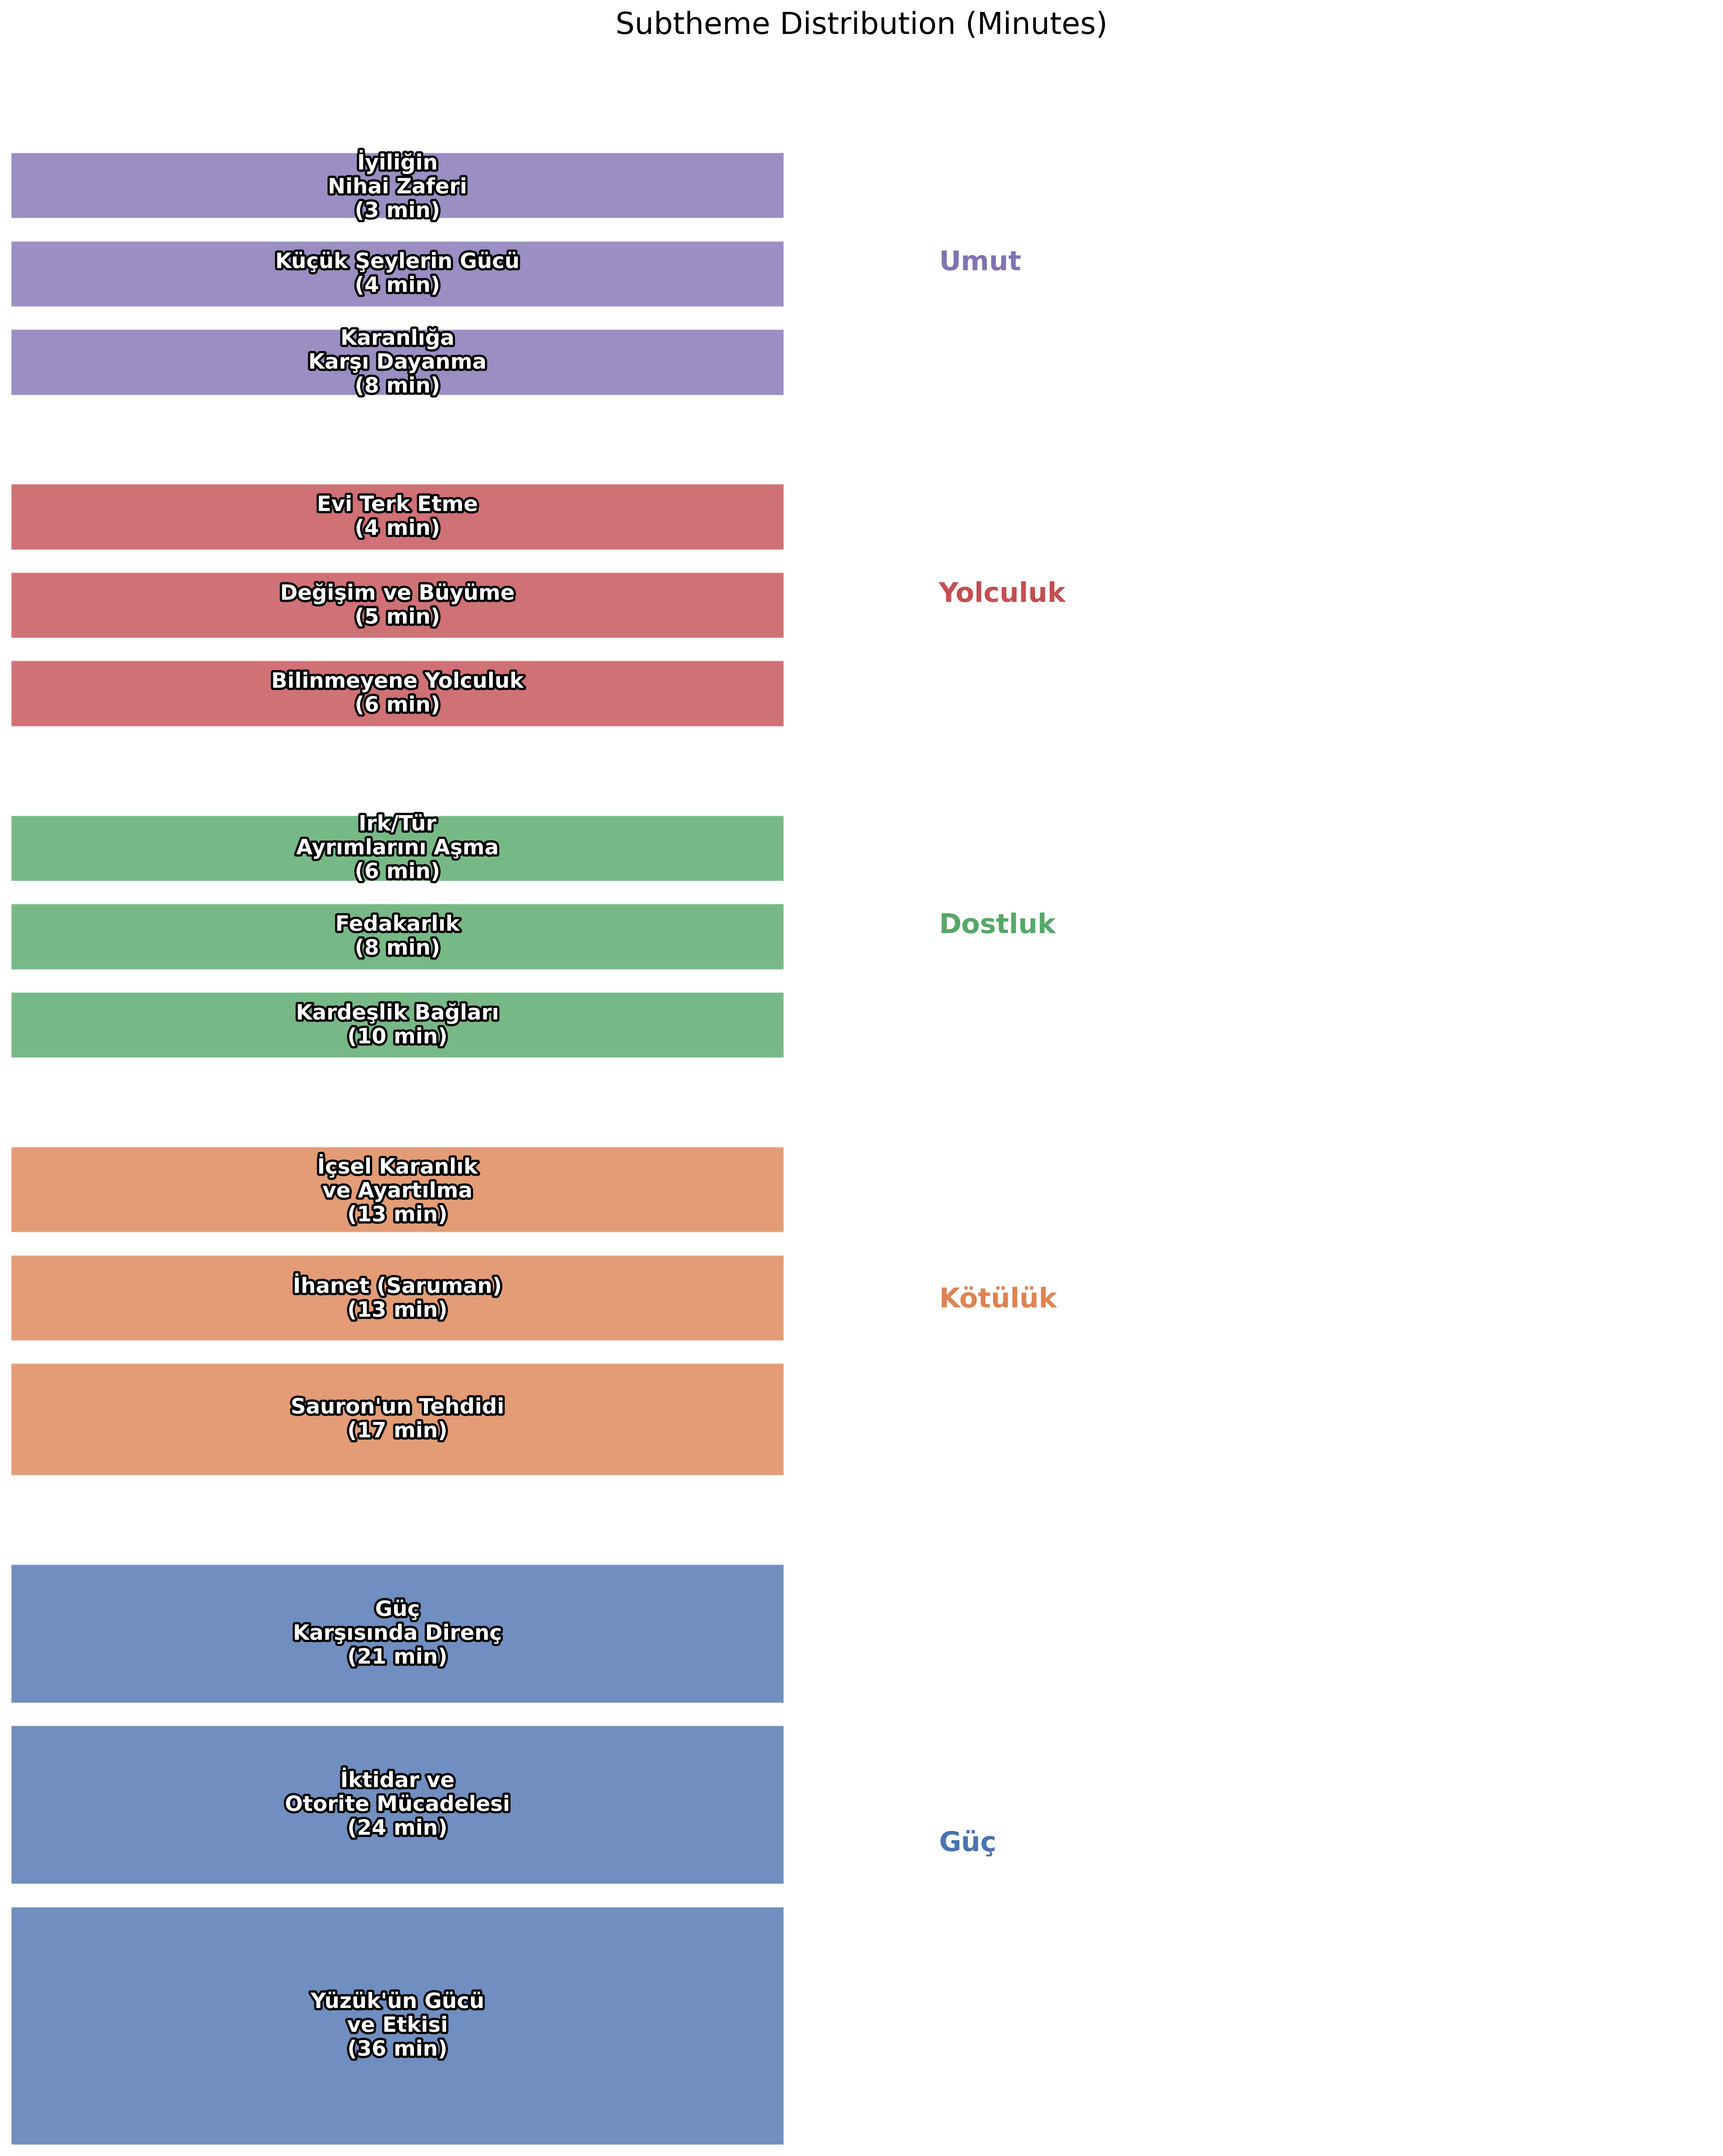 Subtheme Distribution (Minutes)
İyiliğin
Nihai Zaferi
(3 min)
Küçük Şeylerin Gücü
(4 min)
Umut
Karanlığa
Karşı Dayanma
(8 min)
Evi Terk Etme
(4 min)
Değişim ve Büyüme
(5 min)
Yolculuk
Bilinmeyene Yolculuk
(6 min)
Irk/Tür
Ayrımlarını Aşma
(6 min)
Fedakarlık
(8 min)
Dostluk
Kardeşlik Bağları
(10 min)
İçsel Karanlık
ve Ayartılma
(13 min)
İhanet (Saruman)
(13 min)
Kötülük
Sauron'un Tehdidi
(17 min)
Güç
Karşısında Direnç
(21 min)
İktidar ve
Otorite Mücadelesi
(24 min)
Güç
Yüzük'ün Gücü
ve Etkisi
(36 min)